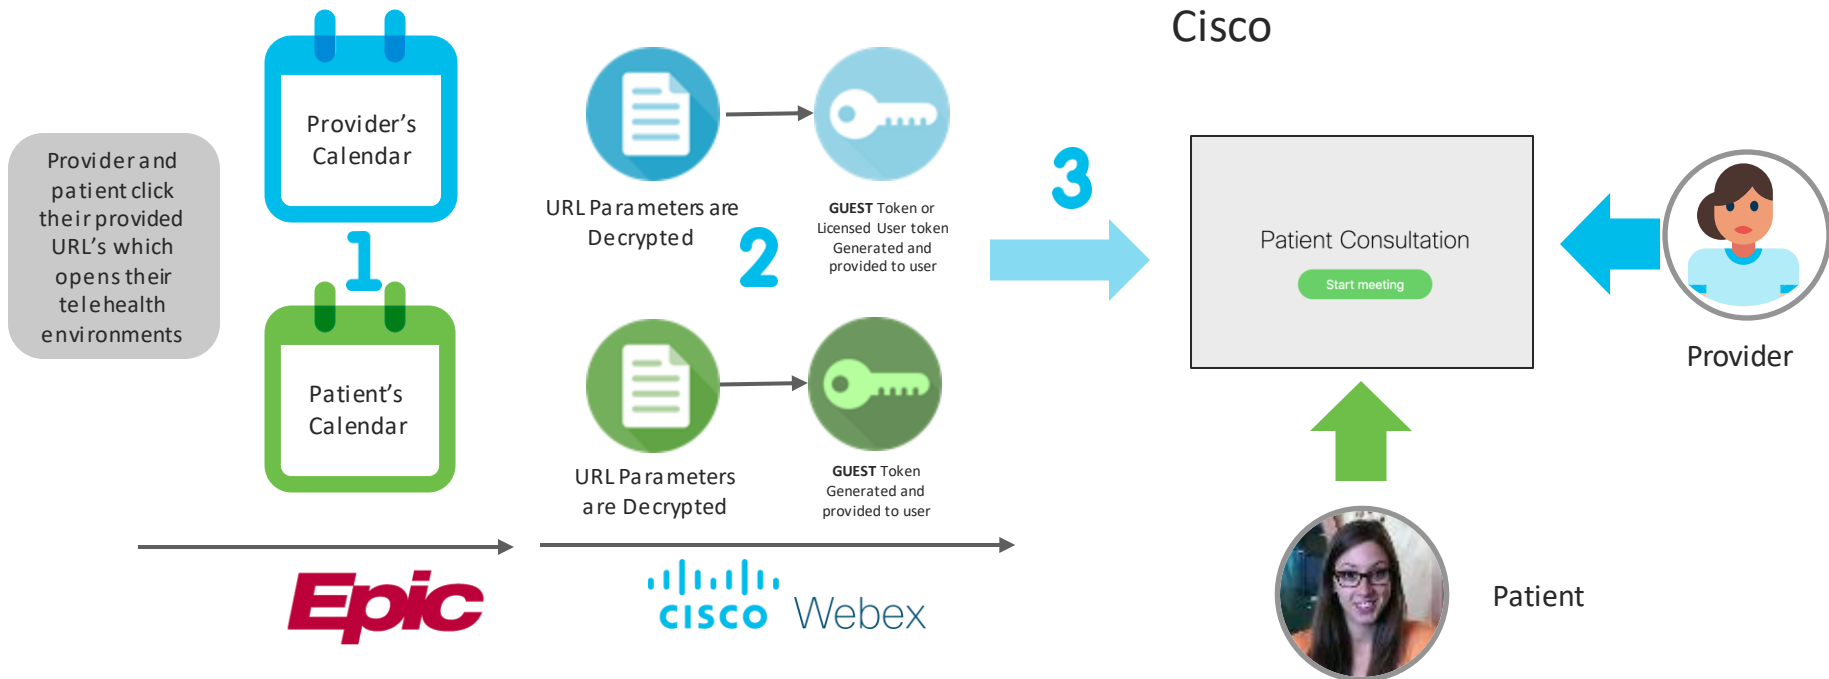 Cisco
Provider and
patient click
their provided
URL's which
opens their
telehealth
environments
Provider's
Calendar
1
Patient's
Calendar
URL Parameters are
Decrypted
2
GUEST Token or
Licensed User token
Generated and
provided to user
URL Parameters
are Decrypted
GUEST Token
Generated and
provided to user
3
Patient Consultation
Start meeting
Provider
Patient
Epic
CISCO Webex